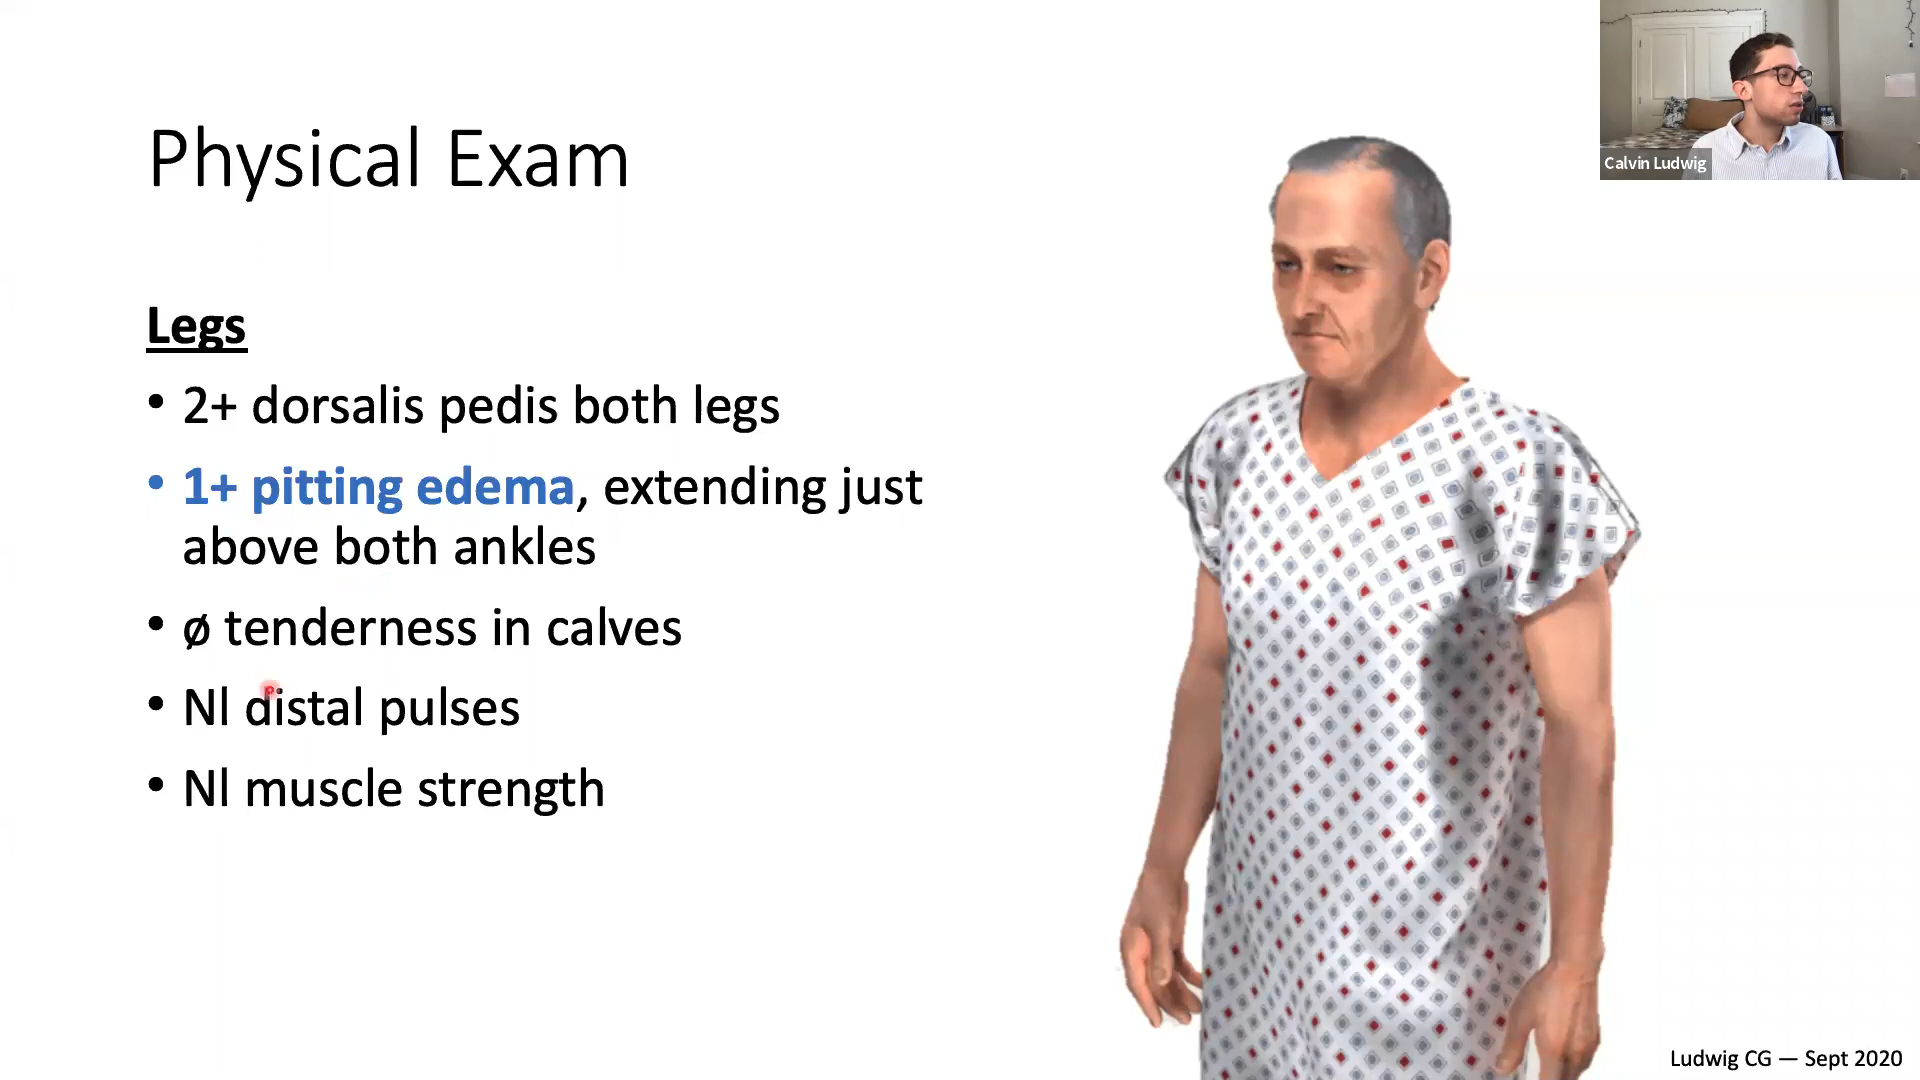 Calvin Ludwig
Physical Exam
Legs
• 2+ dorsalis pedis both legs
• 1+ pitting edema, extending just
above both ankles
• ø tenderness in calves
• Nl distal pulses
• Nl muscle strength
Ludwig CG — Sept 2020